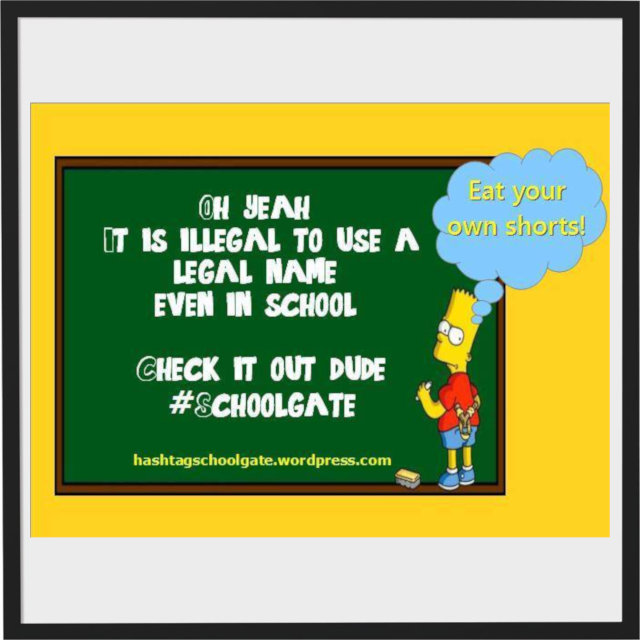 Oh yeah
It is illegal to use a
legal name
even in school
Check it out dude
#Schoolgate
hashtagschoolgate.wordpress.com
Eat your
own shorts!